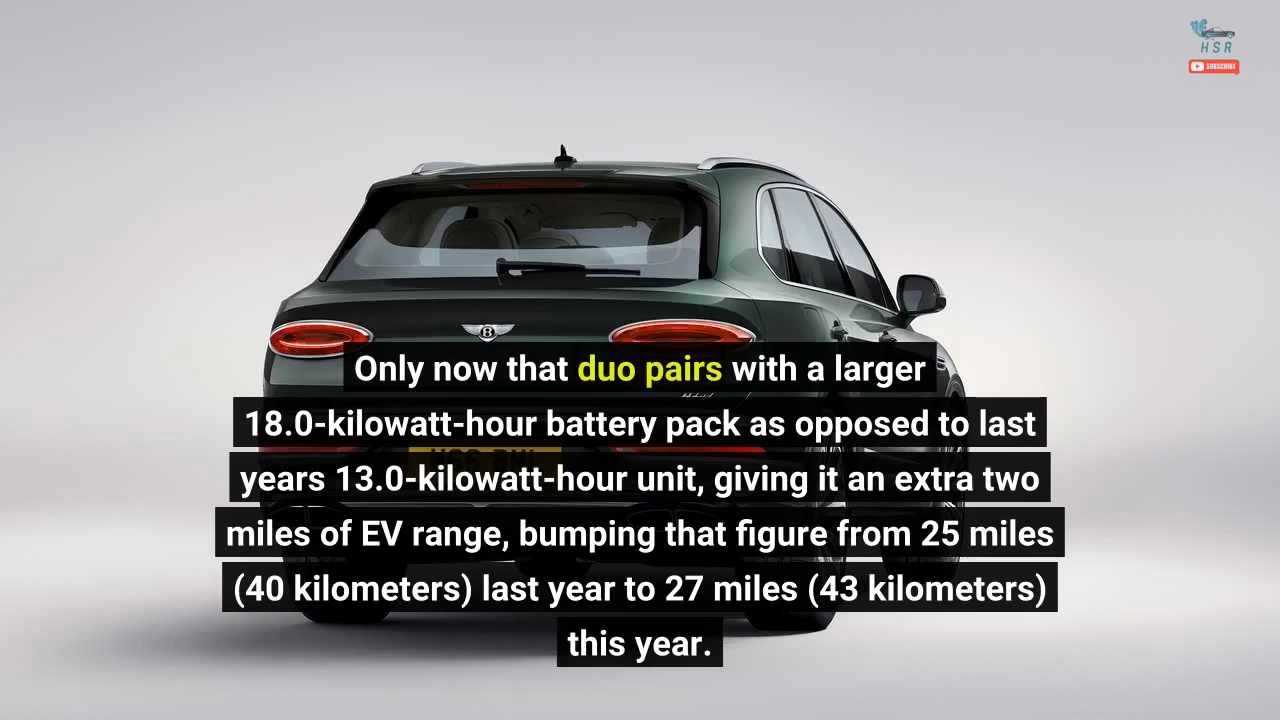 HSR
SUBSCRIBE
B
Only now that duo pairs with a larger
18.0-kilowatt-hour battery pack as opposed to last
years 13.0-kilowatt-hour unit, giving it an extra two
miles of EV range, bumping that figure from 25 miles
(40 kilometers) last year to 27 miles (43 kilometers)
this year.